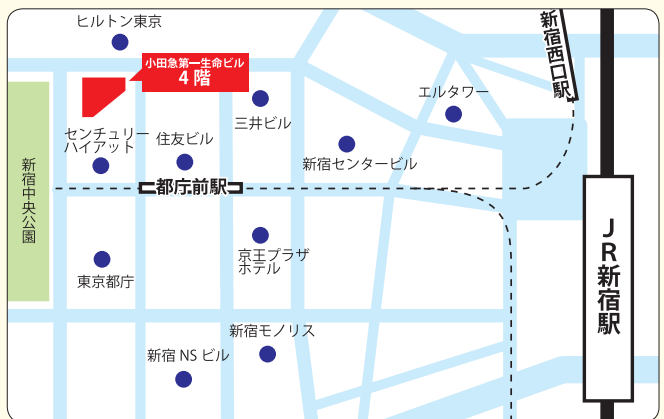 ヒルトン東京
新宿西口駅
小田急第一生命ビル
4階
エルタワー
三井ビル
センチュリー
ハイアット
住友ビル
新宿センタービル
新宿中央公園
都庁前駅
JR新宿駅
京王プラザ
ホテル
東京都庁
新宿モノリス
新宿NSビル